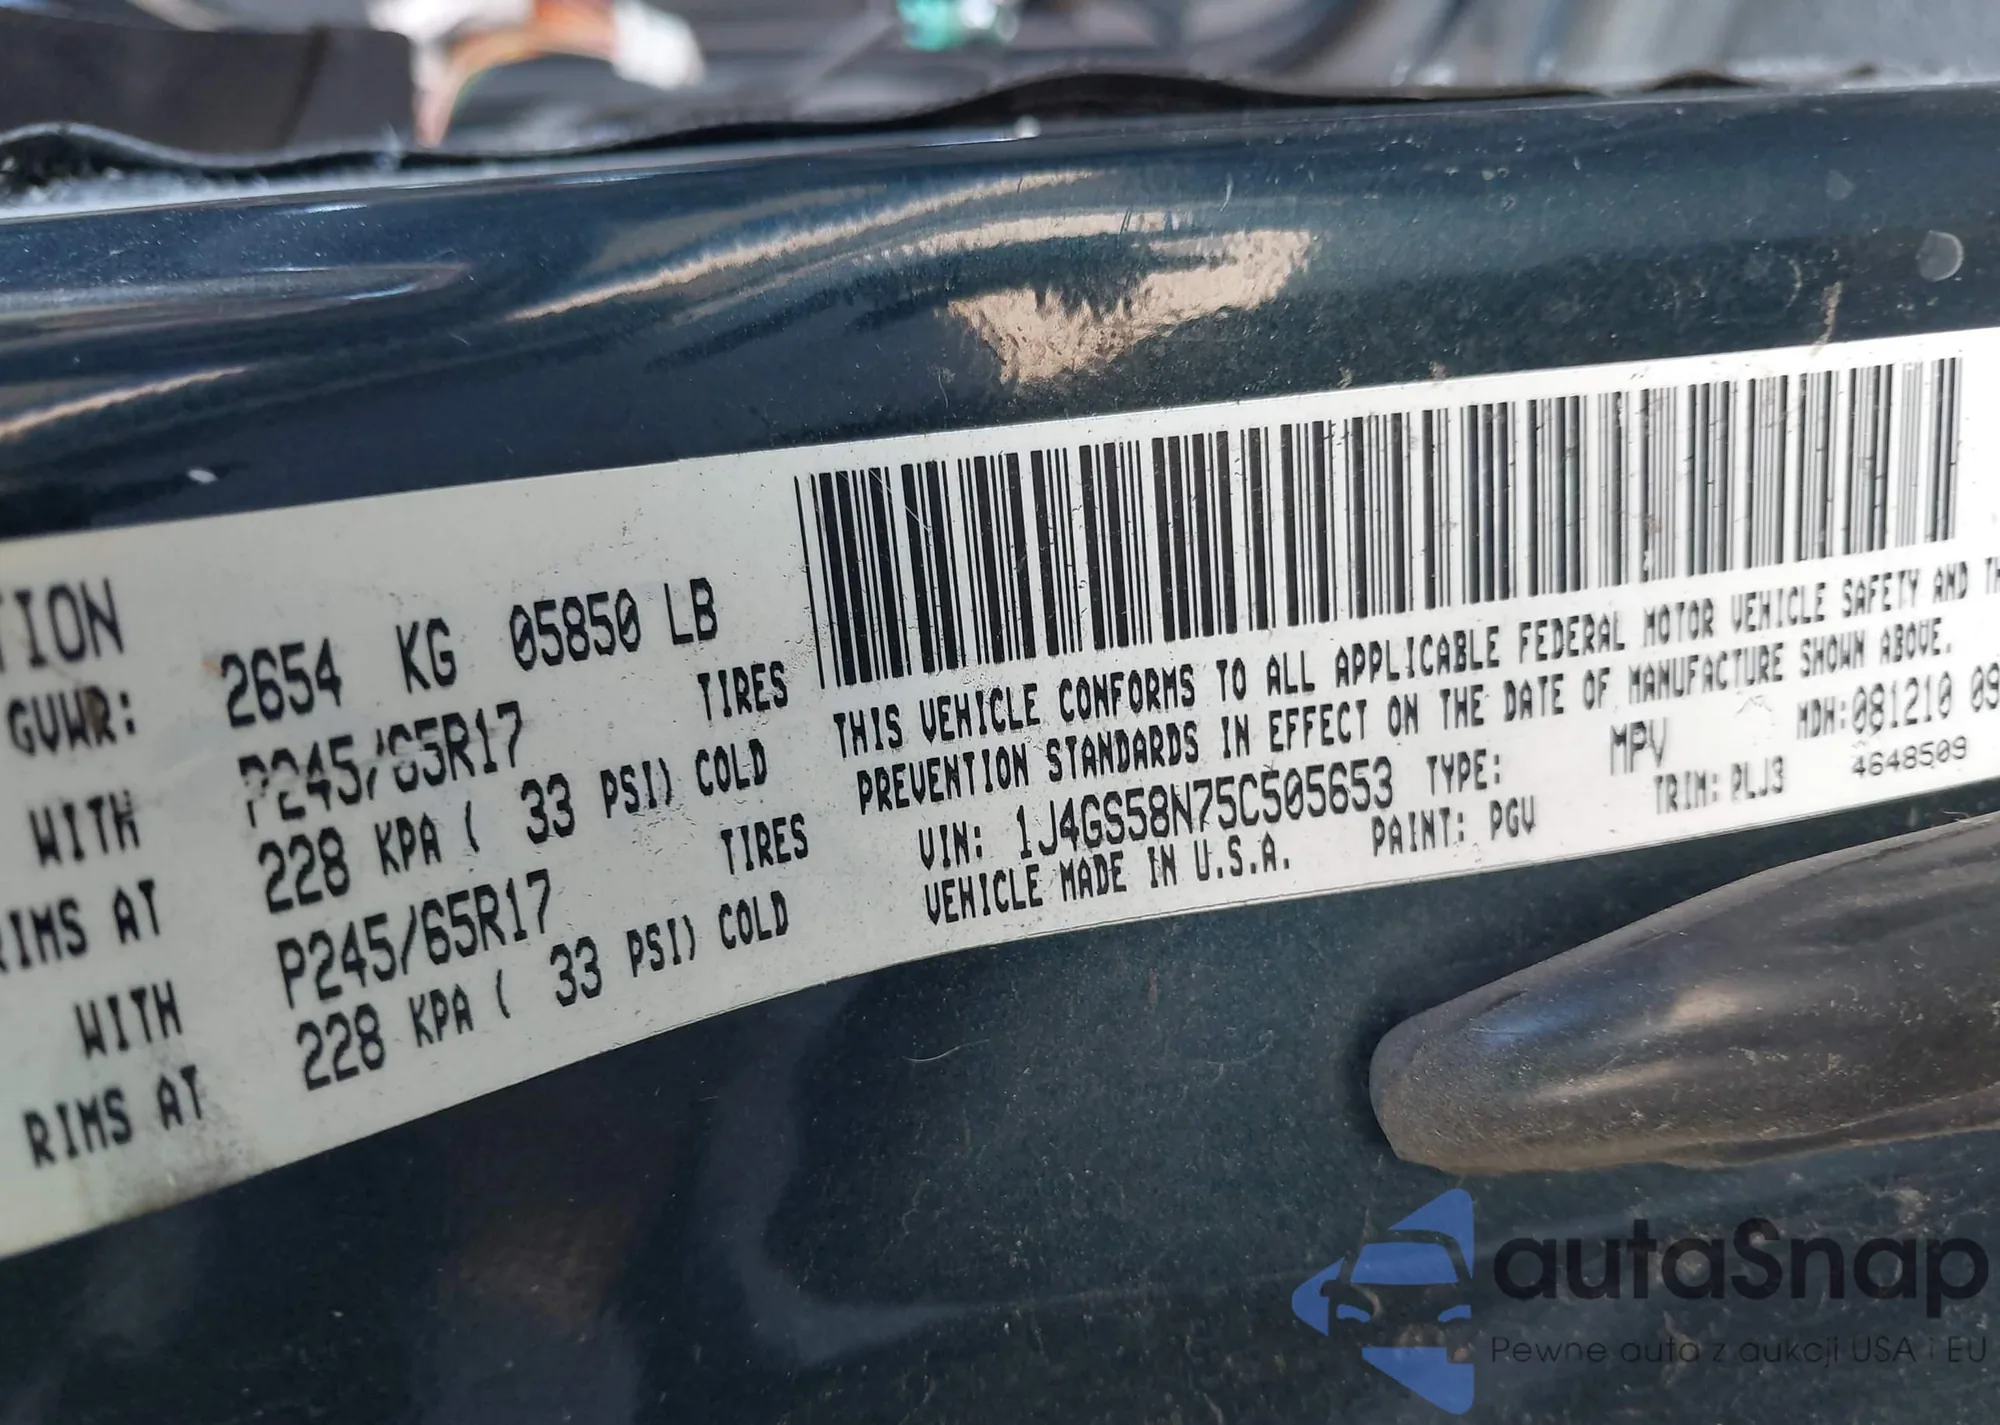 TION
GVWR: 2654 KG 05850 LB
WITH P245/65R17 TIRES
RIMS AT 228 KPA ( 33 PSI) COLD
WITH P245/65R17 TIRES
RIMS AT 228 KPA ( 33 PSI) COLD
THIS VEHICLE CONFORMS TO ALL APPLICABLE FEDERAL MOTOR VEHICLE SAFETY AND TH
PREVENTION STANDARDS IN EFFECT ON THE DATE OF MANUFACTURE SHOWN ABOVE.
VIN: 1J4GS58N75C505653 TYPE: MPV MDH:081210 09
VEHICLE MADE IN U.S.A. PAINT: PGV TRIM: PLJ3 4648509
autaSnap
Pewne auta z aukcji USA i EU